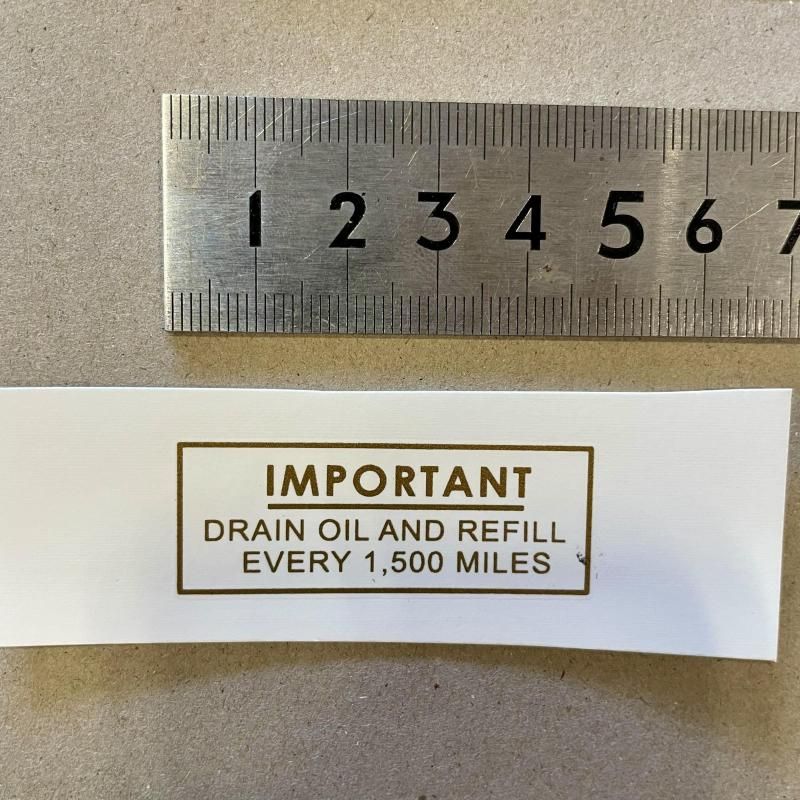 1 2 3 4 5 6 7
IMPORTANT
DRAIN OIL AND REFILL
EVERY 1,500 MILES